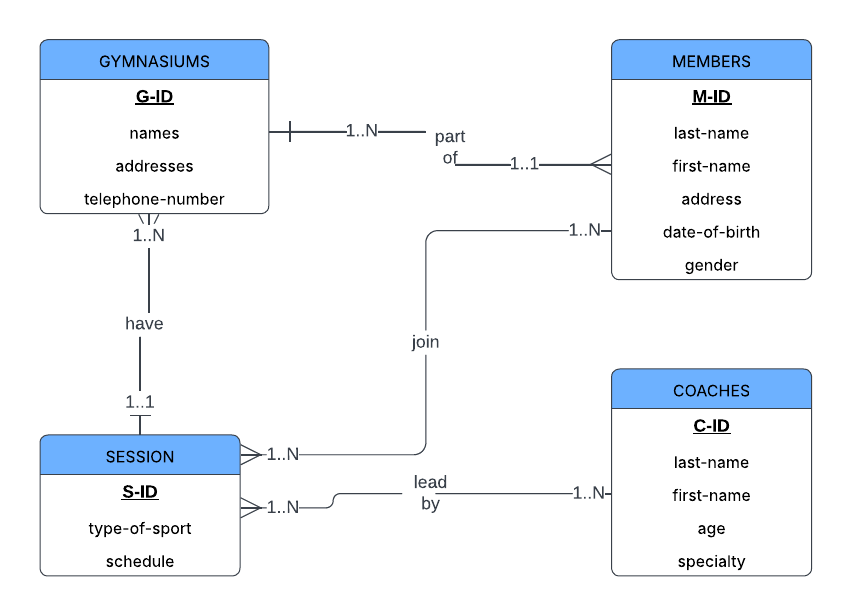 GYMNASIUMS
G-ID
names
addresses
telephone-number
1..N
part
of
1..1
MEMBERS
M-ID
last-name
first-name
address
date-of-birth
gender
1..N
have
1..1
1..N
join
1..N
SESSION
S-ID
type-of-sport
schedule
1..N
lead
by
1..N
COACHES
C-ID
last-name
first-name
age
specialty